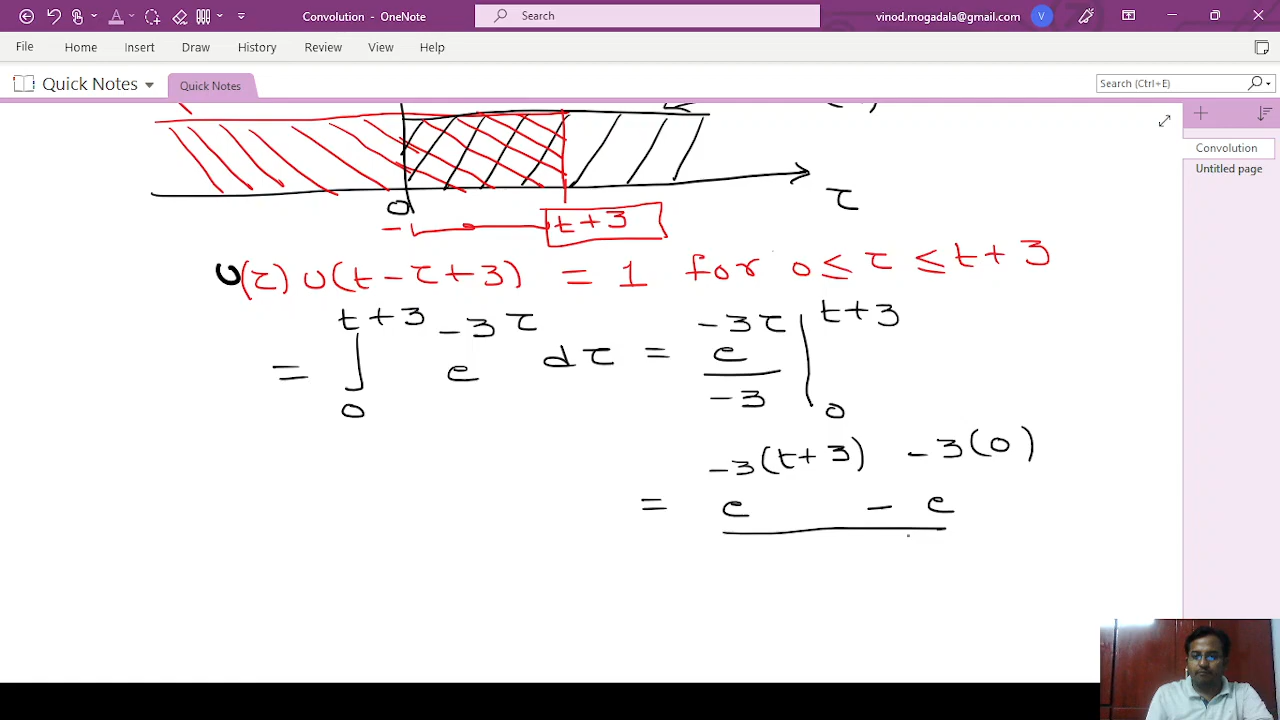 Convolution - OneNote
Search
vinod.mogadala@gmail.com
V
File Home Insert Draw History Review View Help
Quick Notes
Quick Notes
Search (Ctrl+E)
Convolution
Untitled page
τ
0
t+3
u(τ) u(t-τ+3) = 1 for 0 ≤ τ ≤ t+3
= ∫₀^(t+3) e^(-3τ) dτ = e^(-3τ)/-3 |₀^(t+3)
= e^(-3(t+3)) - e^(-3(0))